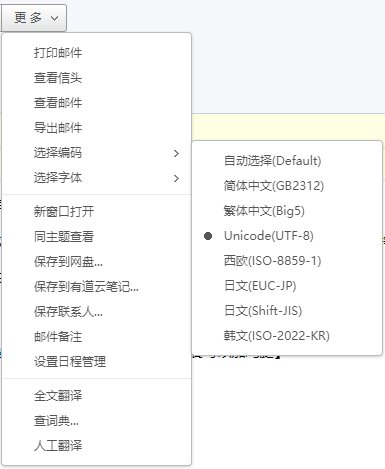 更多
打印邮件
查看信头
查看邮件
导出邮件
选择编码
选择字体
新窗口打开
同主题查看
保存到网盘...
保存到有道云笔记...
保存联系人...
邮件备注
设置日程管理
全文翻译
查词典...
人工翻译
自动选择(Default)
简体中文(GB2312)
繁体中文(Big5)
Unicode(UTF-8)
西欧(ISO-8859-1)
日文(EUC-JP)
日文(Shift-JIS)
韩文(ISO-2022-KR)